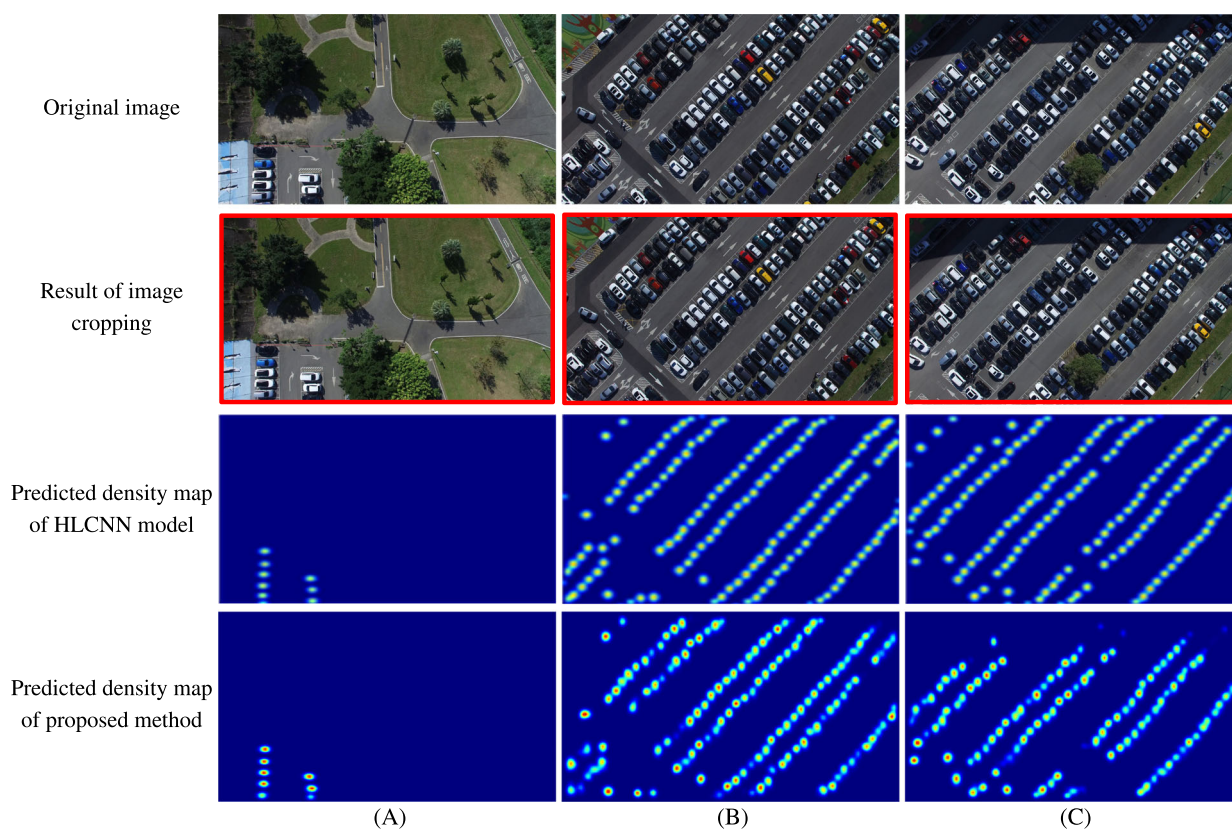 Original image
Result of image
cropping
Predicted density map
of HLCNN model
Predicted density map
of proposed method
(A)
(B)
(C)